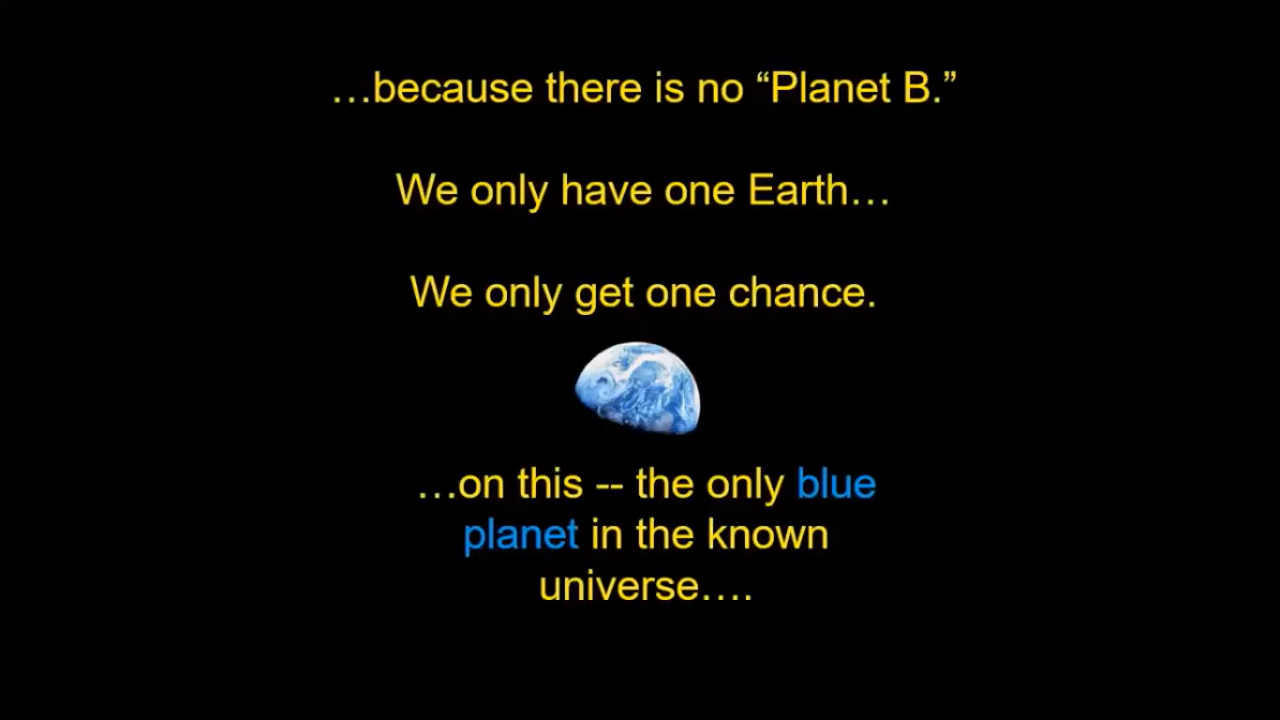 …because there is no “Planet B.”
We only have one Earth…
We only get one chance.
…on this -- the only blue
planet in the known
universe….